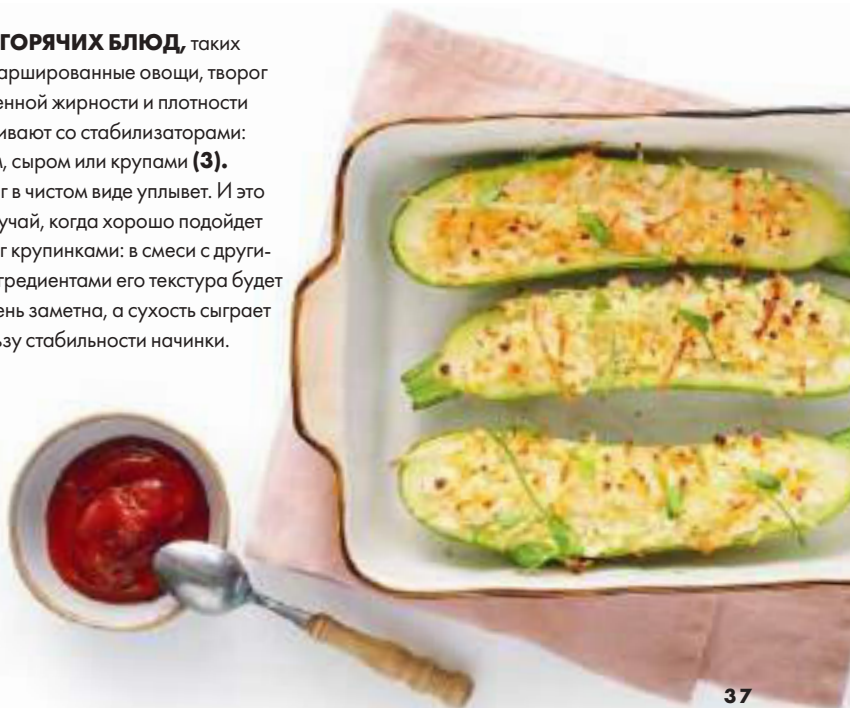 ГОРЯЧИХ БЛЮД, таких
аршированные овощи, творог
енной жирности и плотности
ивают со стабилизаторами:
, сыром или крупами (3).
г в чистом виде уплывет. И это
учай, когда хорошо подойдет
г крупинками: в смеси с други-
гредиентами его текстура будет
ень заметна, а сухость сыграет
ьзу стабильности начинки.
37